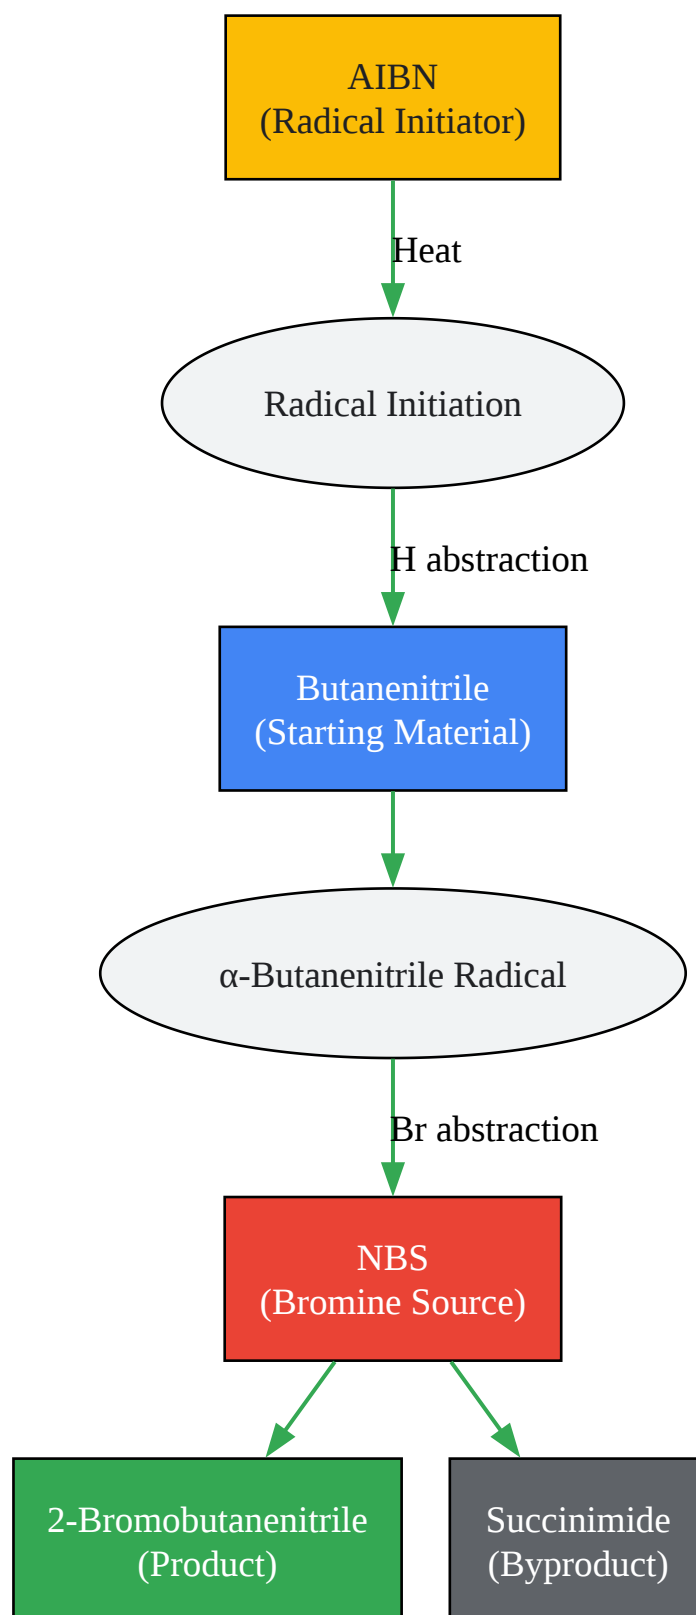 AIBN
(Radical Initiator)
Heat
Radical Initiation
H abstraction
Butanenitrile
(Starting Material)
α-Butanenitrile Radical
Br abstraction
NBS
(Bromine Source)
2-Bromobutanenitrile
(Product)
Succinimide
(Byproduct)